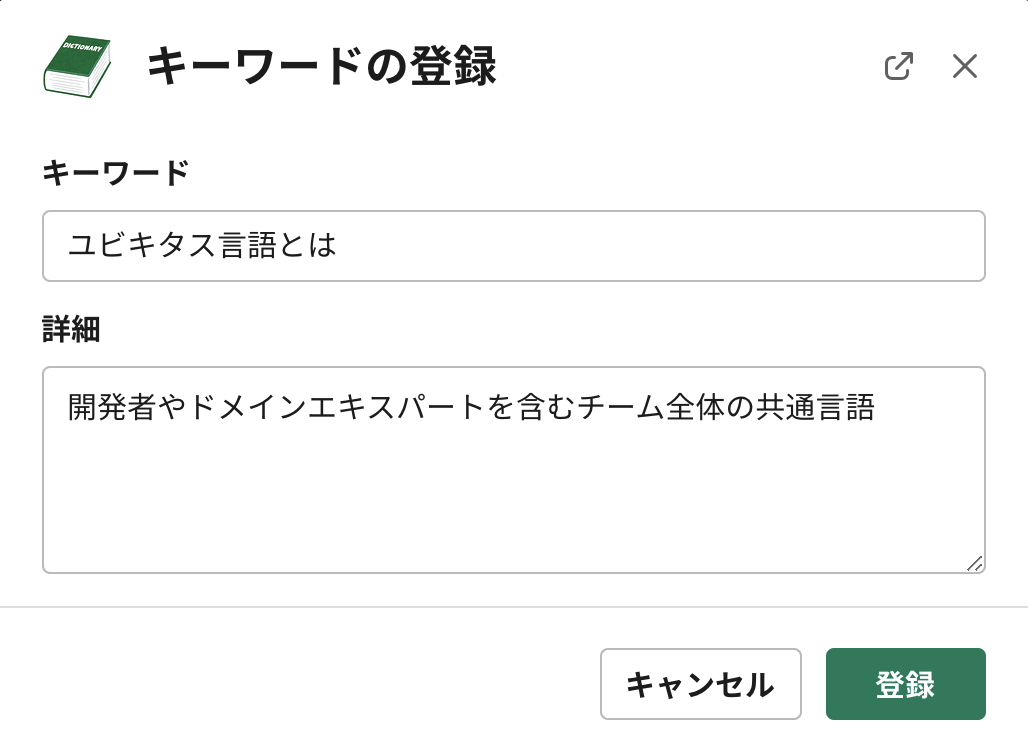 DICTIONARY
キーワードの登録
キーワード
ユビキタス言語とは
詳細
開発者やドメインエキスパートを含むチーム全体の共通言語
キャンセル
登録